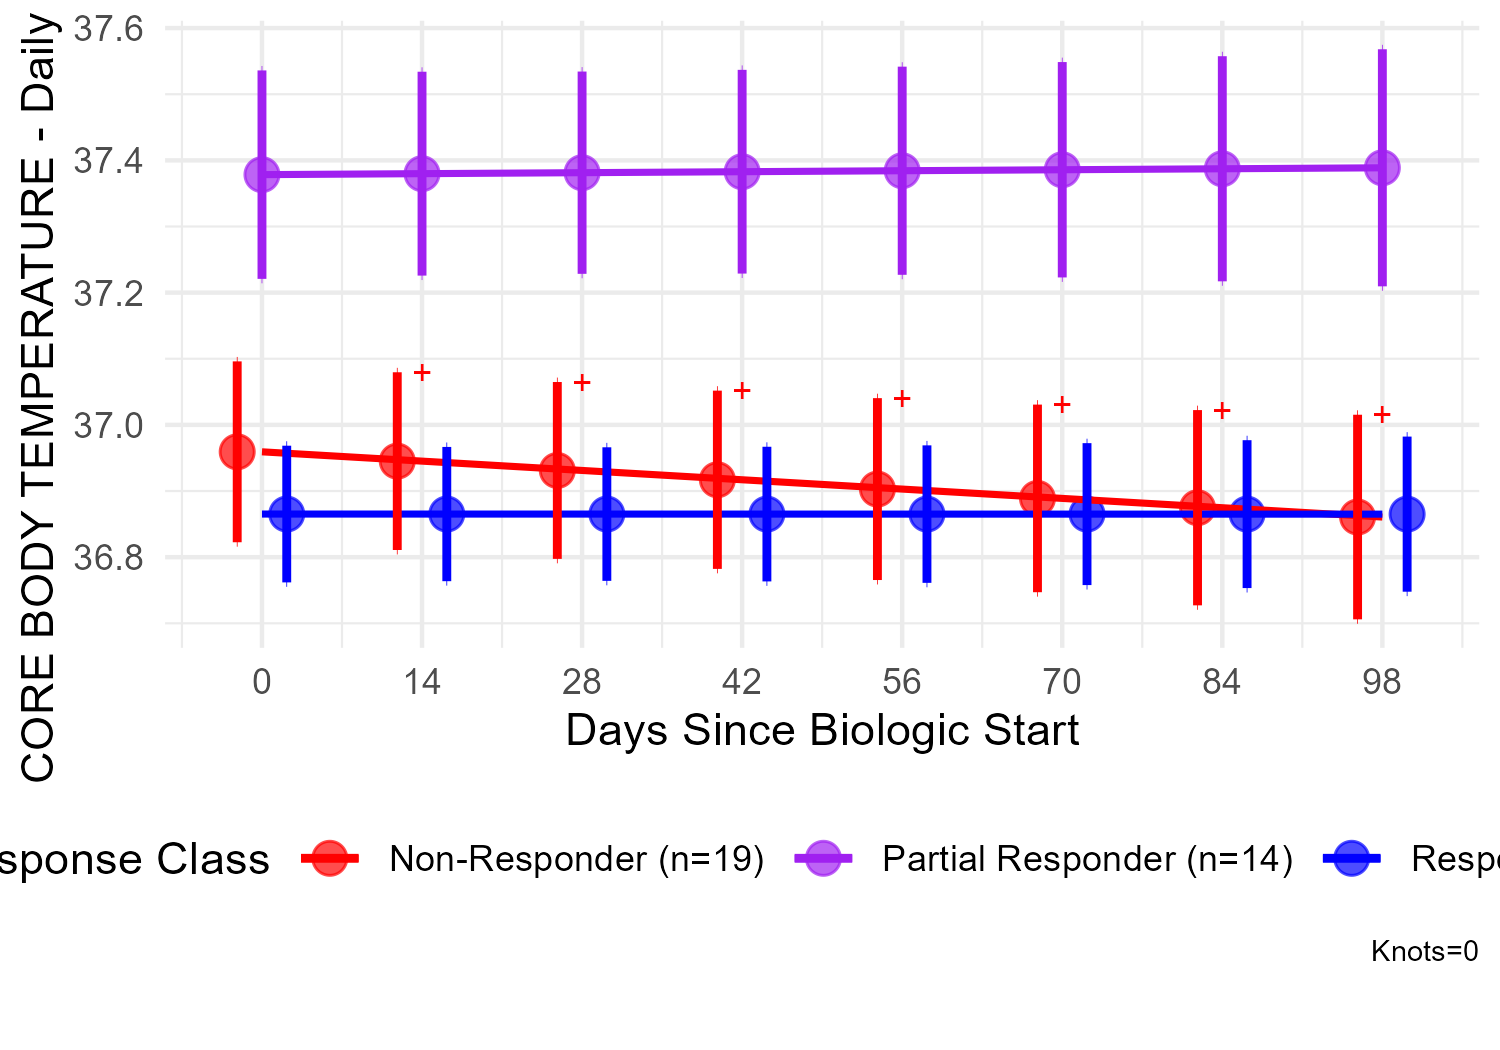 CORE BODY TEMPERATURE - Daily
37.6
37.4
37.2
37.0
36.8
0 14 28 42 56 70 84 98
Days Since Biologic Start
sponse Class Non-Responder (n=19) Partial Responder (n=14) Resp
Knots=0